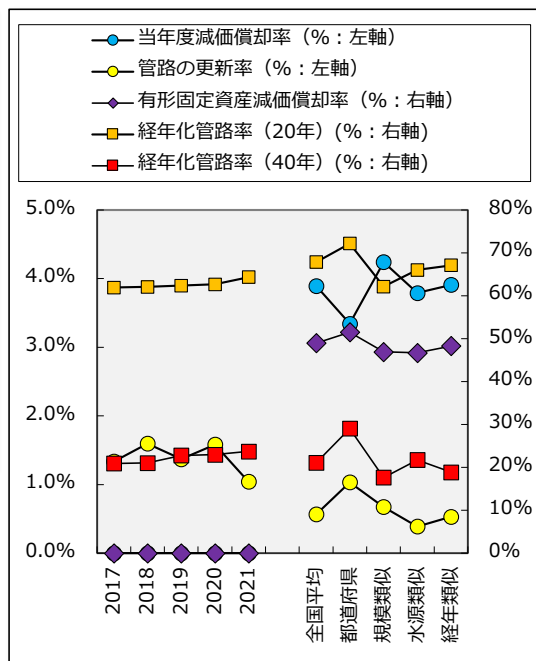 当年度減価償却率（%：左軸）
管路の更新率（%：左軸）
有形固定資産減価償却率（%：右軸）
経年化管路率（20年）(%：右軸)
経年化管路率（40年）(%：右軸)
5.0%
4.0%
3.0%
2.0%
1.0%
0.0%
80%
70%
60%
50%
40%
30%
20%
10%
0%
2017
2018
2019
2020
2021
全国平均
都道府県
規模類似
水源類似
経年類似